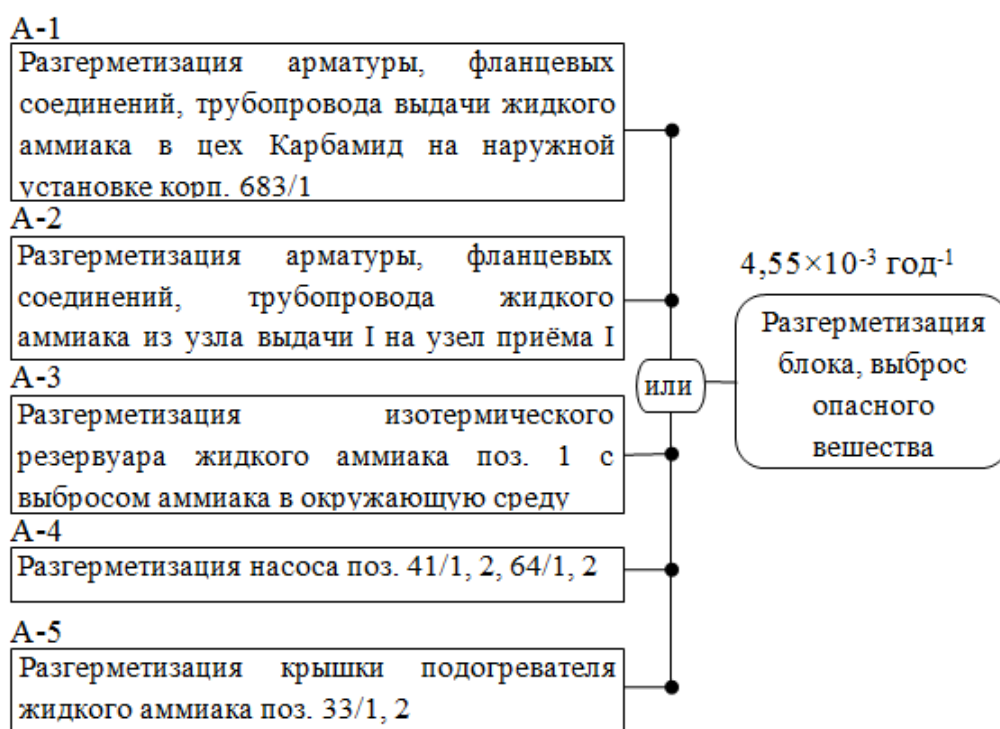 А-1
Разгерметизация арматуры, фланцевых
соединений, трубопровода выдачи жидкого
аммиака в цех Карбамид на наружной
установке корп. 683/1
А-2
Разгерметизация арматуры, фланцевых
соединений, трубопровода жидкого
аммиака из узла выдачи I на узел приёма I
А-3
Разгерметизация изотермического
резервуара жидкого аммиака поз. 1 с
выбросом аммиака в окружающую среду
А-4
Разгерметизация насоса поз. 41/1, 2, 64/1, 2
А-5
Разгерметизация крышки подогревателя
жидкого аммиака поз. 33/1, 2
или
4,55×10⁻³ год⁻¹
Разгерметизация
блока, выброс
опасного
вешества